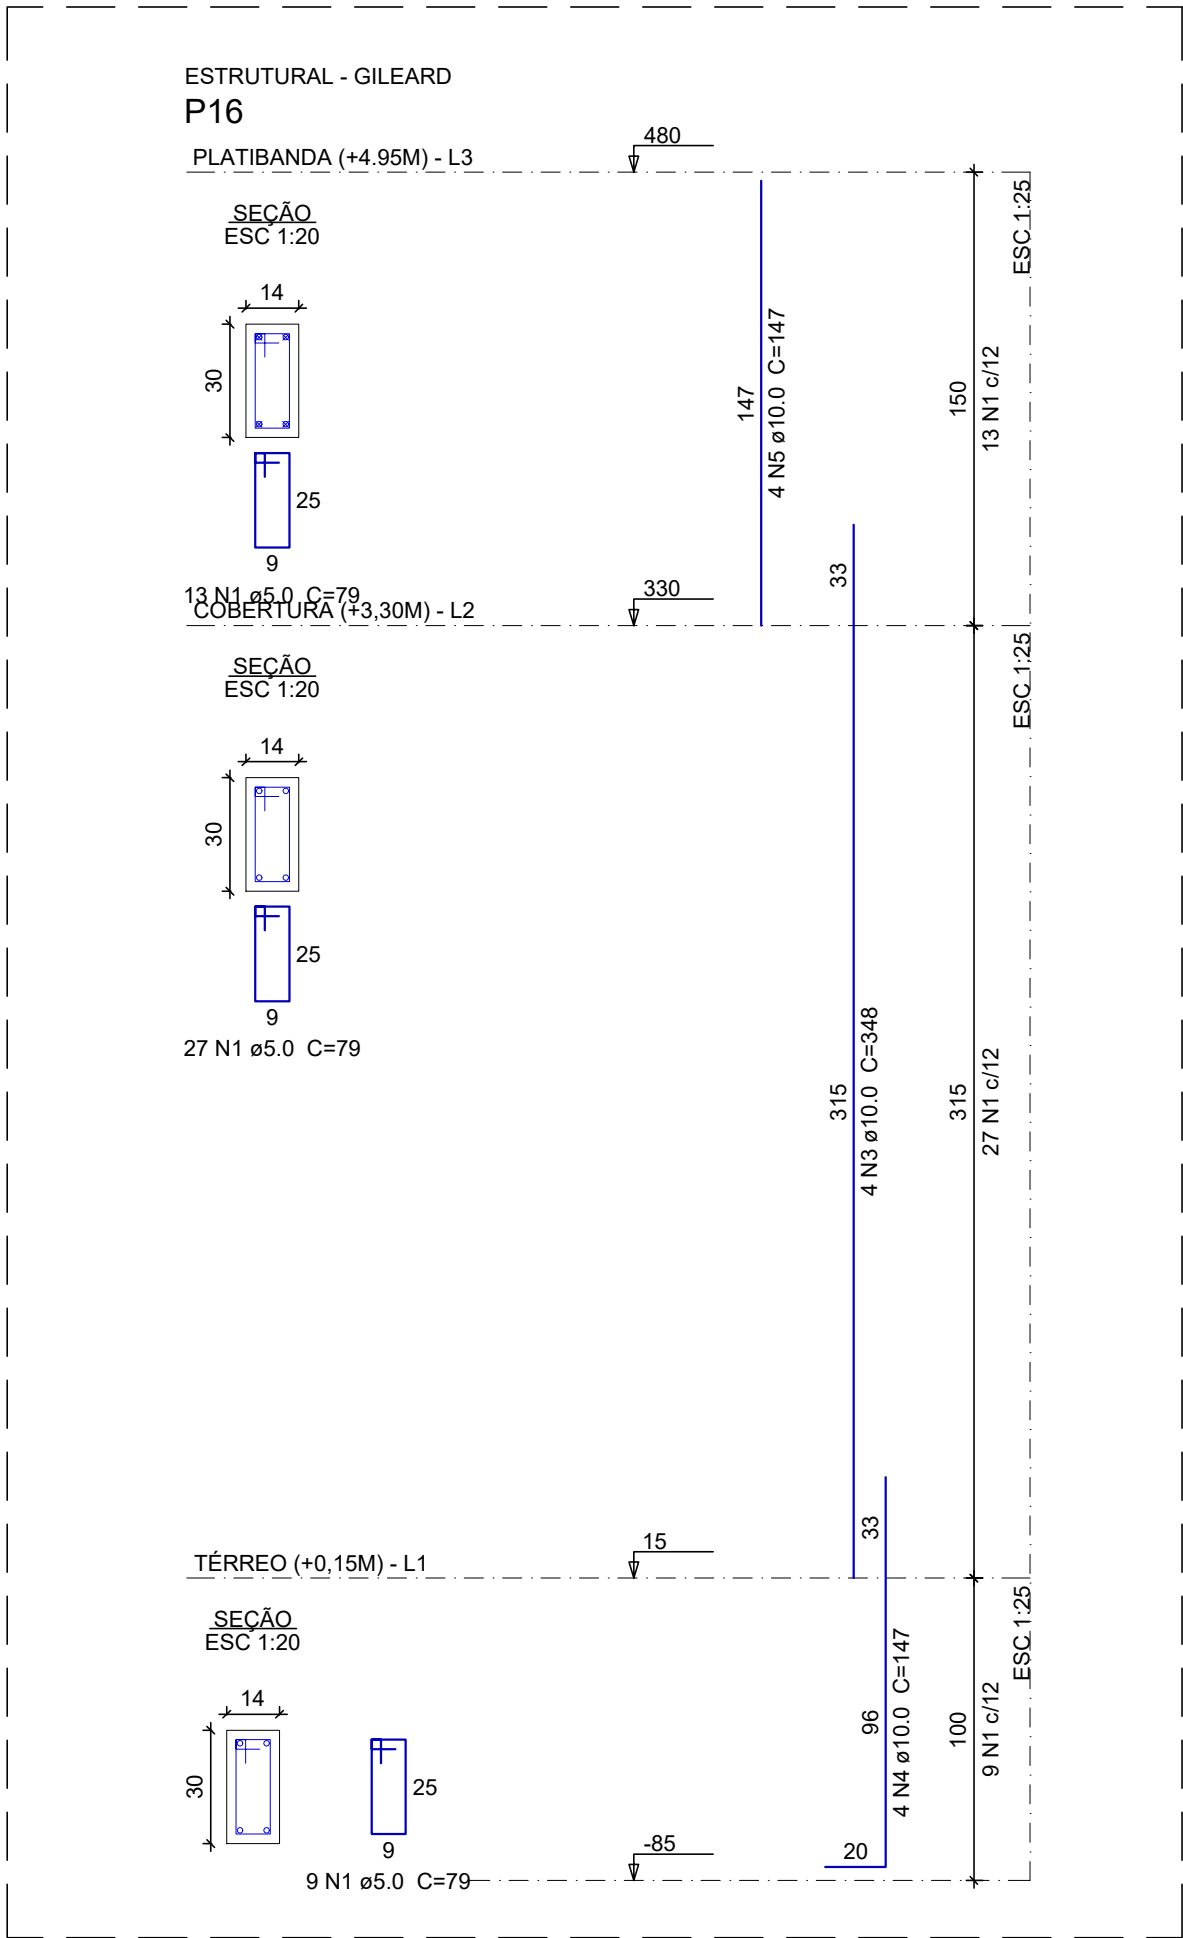 ESTRUTURAL - GILEARD
P16
PLATIBANDA (+4.95M) - L3
480
SEÇÃO
ESC 1:20
ESC 1:25
14
30
147
4 N5 ø10.0 C=147
150
13 N1 c/12
25
9
13 N1 ø5.0 C=79
33
COBERTURA (+3,30M) - L2
330
SEÇÃO
ESC 1:20
ESC 1:25
14
30
25
9
27 N1 ø5.0 C=79
315
4 N3 ø10.0 C=348
315
27 N1 c/12
33
TÉRREO (+0,15M) - L1
15
SEÇÃO
ESC 1:20
ESC 1:25
14
30
25
9
9 N1 ø5.0 C=79
96
4 N4 ø10.0 C=147
100
9 N1 c/12
-85
20